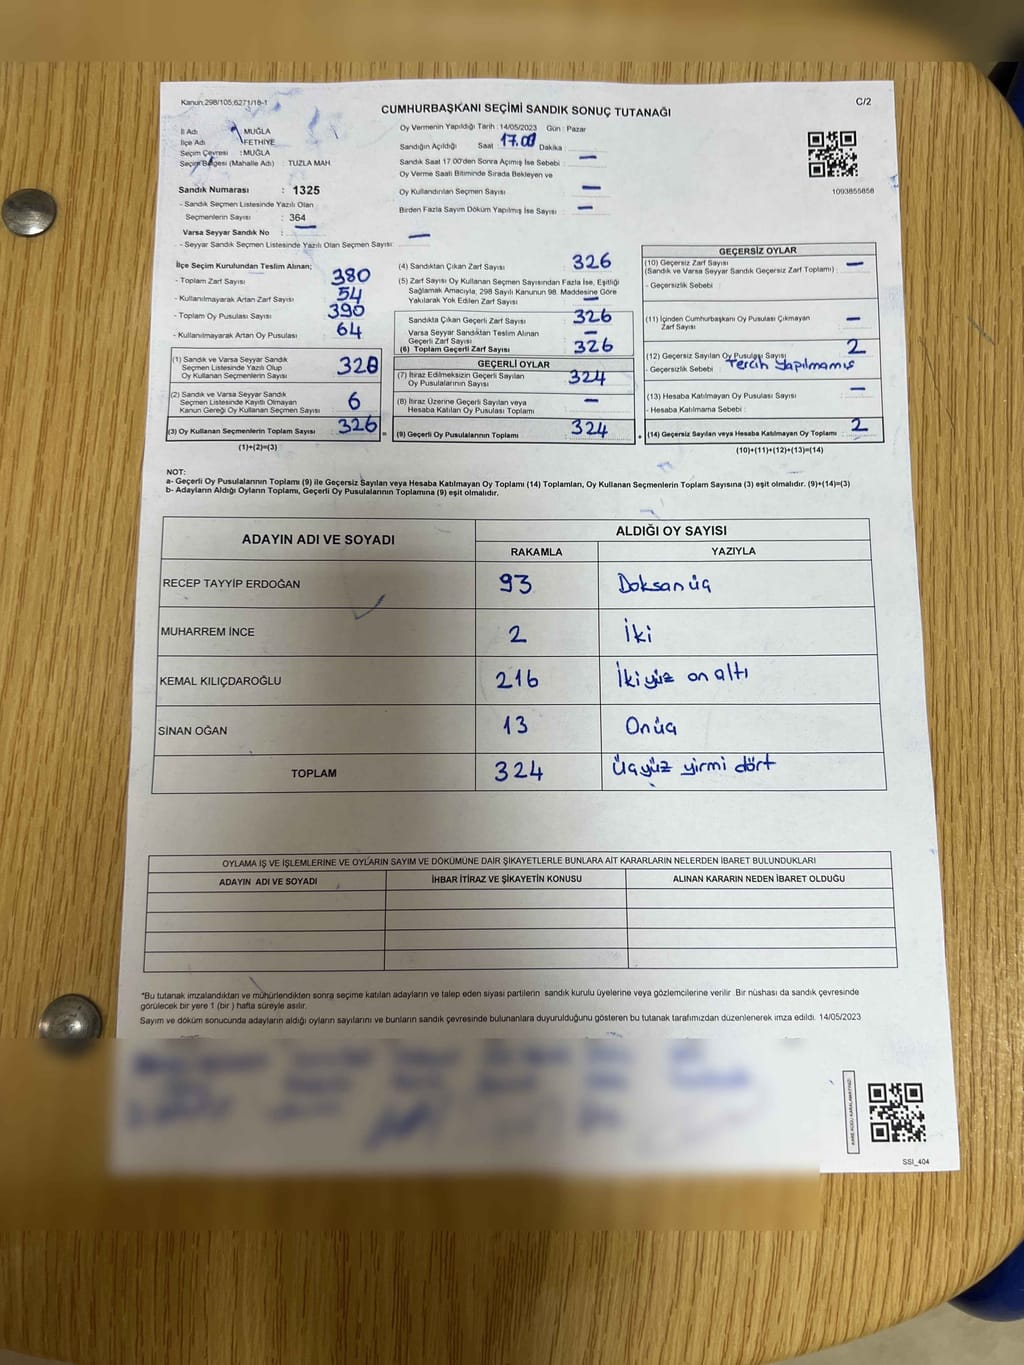 Kanun;298/105,6271/18-1
C/2
CUMHURBAŞKANI SEÇİMİ SANDIK SONUÇ TUTANAĞI
İl Adı : MUĞLA
İlçe Adı : FETHİYE
Seçim Çevresi : MUĞLA
Seçim Bölgesi (Mahalle Adı) : TUZLA MAH.
Sandık Numarası : 1325
- Sandık Seçmen Listesinde Yazılı Olan
Seçmenlerin Sayısı : 364
Varsa Seyyar Sandık No : —
- Seyyar Sandık Seçmen Listesinde Yazılı Olan Seçmen Sayısı: —
Oy Vermenin Yapıldığı Tarih : 14/05/2023 Gün : Pazar
Sandığın Açıldığı Saat 17.00 Dakika
Sandık Saat 17:00'den Sonra Açımış İse Sebebi : —
Oy Verme Saati Bitiminde Sırada Bekleyen ve
Oy Kullandırılan Seçmen Sayısı —
Birden Fazla Sayım Döküm Yapılmış İse Sayısı : —
1093855858
İlçe Seçim Kurulundan Teslim Alınan;
- Toplam Zarf Sayısı : 380
- Kullanılmayarak Artan Zarf Sayısı : 54
- Toplam Oy Pusulası Sayısı : 390
- Kullanılmayarak Artan Oy Pusulası : 64
(1) Sandık ve Varsa Seyyar Sandık
Seçmen Listesinde Yazılı Olup
Oy Kullanan Seçmenlerin Sayısı : 320
(2) Sandık ve Varsa Seyyar Sandık
Seçmen Listesinde Kayıtlı Olmayan
Kanun Gereği Oy Kullanan Seçmen Sayısı : 6
(3) Oy Kullanan Seçmenlerin Toplam Sayısı : 326
(1)+(2)=(3)
(4) Sandıktan Çıkan Zarf Sayısı : 326
(5) Zarf Sayısı Oy Kullanan Seçmen Sayısından Fazla İse, Eşitliği
Sağlamak Amacıyla, 298 Sayılı Kanunun 98. Maddesine Göre
Yakılarak Yok Edilen Zarf Sayısı : —
Sandıkta Çıkan Geçerli Zarf Sayısı : 326
Varsa Seyyar Sandıktan Teslim Alınan
Geçerli Zarf Sayısı : —
(6) Toplam Geçerli Zarf Sayısı : 326
GEÇERLİ OYLAR
(7) İtiraz Edilmeksizin Geçerli Sayılan
Oy Pusulalarının Sayısı : 324
(8) İtiraz Üzerine Geçerli Sayılan veya
Hesaba Katılan Oy Pusulası Toplamı : —
= (9) Geçerli Oy Pusulalarının Toplamı : 324
GEÇERSİZ OYLAR
(10) Geçersiz Zarf Sayısı : —
(Sandık ve Varsa Seyyar Sandık Geçersiz Zarf Toplamı)
- Geçersizlik Sebebi :
(11) İçinden Cumhurbaşkanı Oy Pusulası Çıkmayan
Zarf Sayısı : —
(12) Geçersiz Sayılan Oy Pusulası Sayısı : 2
- Geçersizlik Sebebi : Tercih Yapılmamış
(13) Hesaba Katılmayan Oy Pusulası Sayısı : —
- Hesaba Katılmama Sebebi :
+ (14) Geçersiz Sayılan veya Hesaba Katılmayan Oy Toplamı : 2
(10)+(11)+(12)+(13)=(14)
NOT:
a- Geçerli Oy Pusulalarının Toplamı (9) ile Geçersiz Sayılan veya Hesaba Katılmayan Oy Toplamı (14) Toplamları, Oy Kullanan Seçmenlerin Toplam Sayısına (3) eşit olmalıdır. (9)+(14)=(3)
b- Adayların Aldığı Oyların Toplamı, Geçerli Oy Pusulalarının Toplamına (9) eşit olmalıdır.
ADAYIN ADI VE SOYADI ALDIĞI OY SAYISI
RAKAMLA YAZIYLA
RECEP TAYYİP ERDOĞAN 93 Doksanüç
MUHARREM İNCE 2 İki
KEMAL KILIÇDAROĞLU 216 İkiyüz on altı
SİNAN OĞAN 13 Onüç
TOPLAM 324 Üçyüz yirmi dört
OYLAMA İŞ VE İŞLEMLERİNE VE OYLARIN SAYIM VE DÖKÜMÜNE DAİR ŞİKAYETLERLE BUNLARA AİT KARARLARIN NELERDEN İBARET BULUNDUKLARI
ADAYIN ADI VE SOYADI İHBAR İTİRAZ VE ŞİKAYETİN KONUSU ALINAN KARARIN NEDEN İBARET OLDUĞU
*Bu tutanak imzalandıktan ve mühürlendikten sonra seçime katılan adayların ve talep eden siyasi partilerin sandık kurulu üyelerine veya gözlemcilerine verilir. Bir nüshası da sandık çevresinde
görülecek bir yere 1 (bir) hafta süreyle asılır.
Sayım ve döküm sonucunda adayların aldığı oyların sayılarını ve bunların sandık çevresinde bulunanlara duyurulduğunu gösteren bu tutanak tarafımızdan düzenlenerek imza edildi. 14/05/2023
KARE KODU KARALAMAYINIZ!
SSİ_404